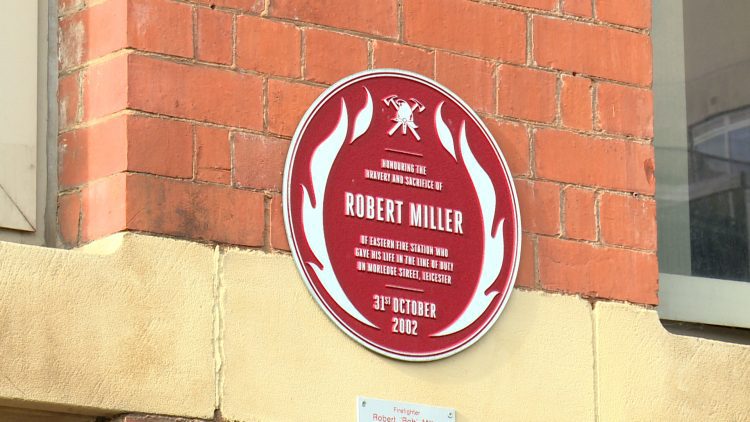 HONOURING THE
BRAVERY AND SACRIFICE OF
ROBERT MILLER
OF EASTERN FIRE STATION WHO
GAVE HIS LIFE IN THE LINE OF DUTY
ON MORLEDGE STREET, LEICESTER
31ST OCTOBER
2002
Firefighter
Robert 'Bob'